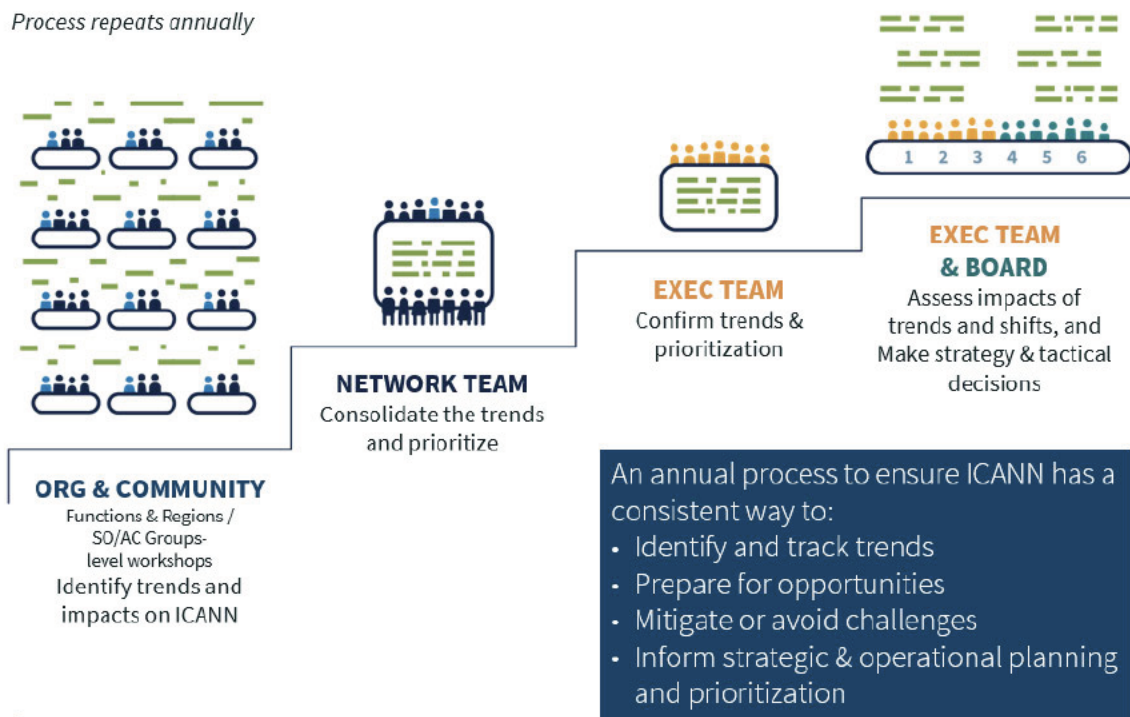 Process repeats annually
1 2 3 4 5 6
EXEC TEAM
& BOARD
Assess impacts of
trends and shifts, and
Make strategy & tactical
decisions
EXEC TEAM
Confirm trends &
prioritization
NETWORK TEAM
Consolidate the trends
and prioritize
ORG & COMMUNITY
Functions & Regions /
SO/AC Groups-
level workshops
Identify trends and
impacts on ICANN
An annual process to ensure ICANN has a
consistent way to:
• Identify and track trends
• Prepare for opportunities
• Mitigate or avoid challenges
• Inform strategic & operational planning
and prioritization